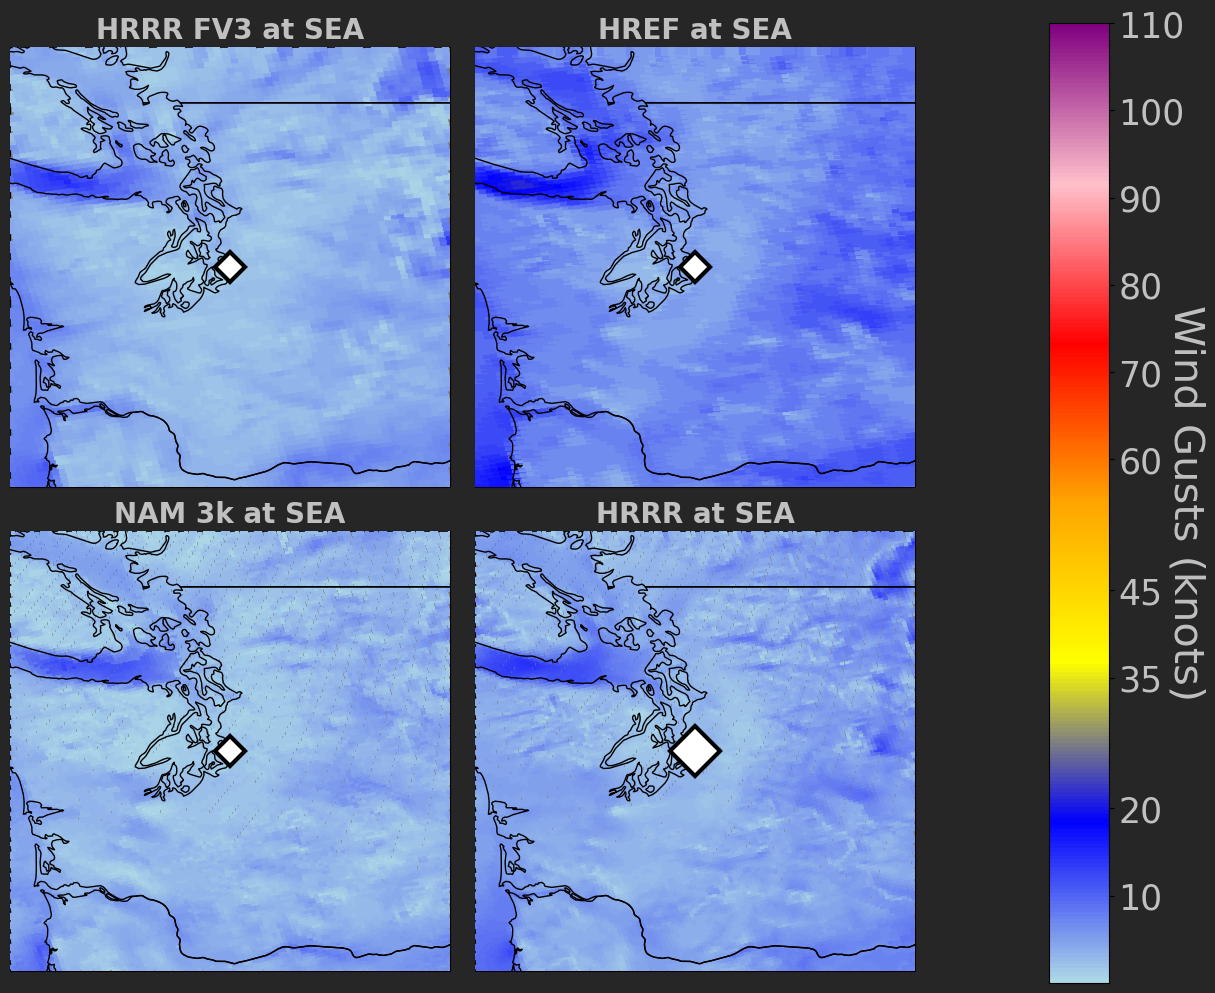 HRRR FV3 at SEA
HREF at SEA
NAM 3k at SEA
HRRR at SEA
110
100
90
80
70
60
45
35
20
10
Wind Gusts (knots)